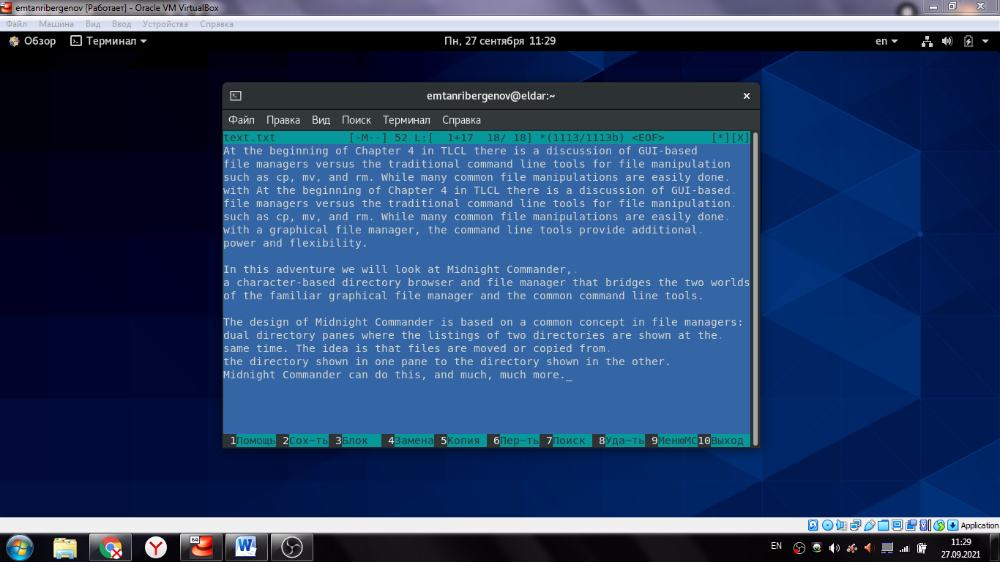 emtanribergenov [Работает] - Oracle VM VirtualBox
Файл Машина Вид Ввод Устройства Справка
Обзор Терминал Пн, 27 сентября 11:29 en
emtanribergenov@eldar:~
Файл Правка Вид Поиск Терминал Справка
text.txt [-M--] 52 L:[ 1+17 18/ 18] *(1113/1113b) <EOF> [*][X]
At the beginning of Chapter 4 in TLCL there is a discussion of GUI-based
file managers versus the traditional command line tools for file manipulation
such as cp, mv, and rm. While many common file manipulations are easily done.
with At the beginning of Chapter 4 in TLCL there is a discussion of GUI-based.
file managers versus the traditional command line tools for file manipulation.
such as cp, mv, and rm. While many common file manipulations are easily done.
with a graphical file manager, the command line tools provide additional.
power and flexibility.
In this adventure we will look at Midnight Commander,.
a character-based directory browser and file manager that bridges the two worlds
of the familiar graphical file manager and the common command line tools.
The design of Midnight Commander is based on a common concept in file managers:
dual directory panes where the listings of two directories are shown at the.
same time. The idea is that files are moved or copied from.
the directory shown in one pane to the directory shown in the other.
Midnight Commander can do this, and much, much more._
1Помощь 2Сох~ть 3Блок 4Замена 5Копия 6Пер~ть 7Поиск 8Уда~ть 9МенюМС 10Выход
Application
64
EN 11:29
27.09.2021